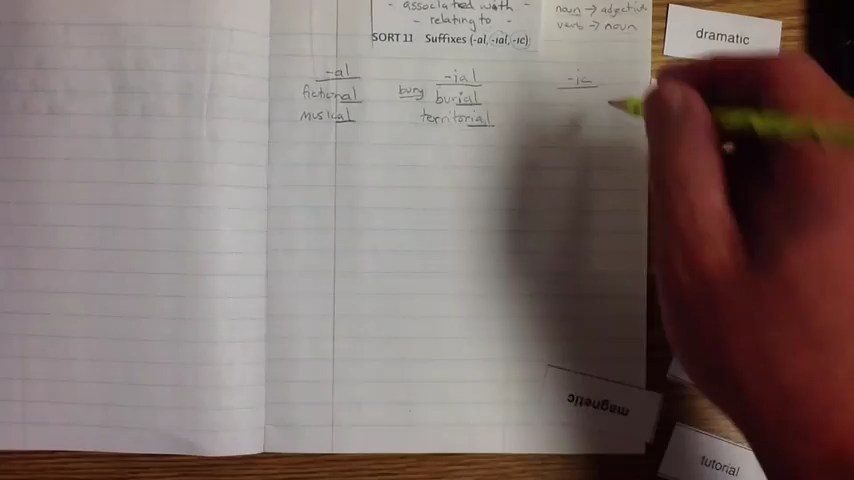 - associated with -
- relating to -
SORT 11 Suffixes (-al, -ial, -ic)
noun → adjective
verb → noun
dramatic
-al
fictional
musical
-ial
bury burial
territorial
-ic
magnetic
tutorial